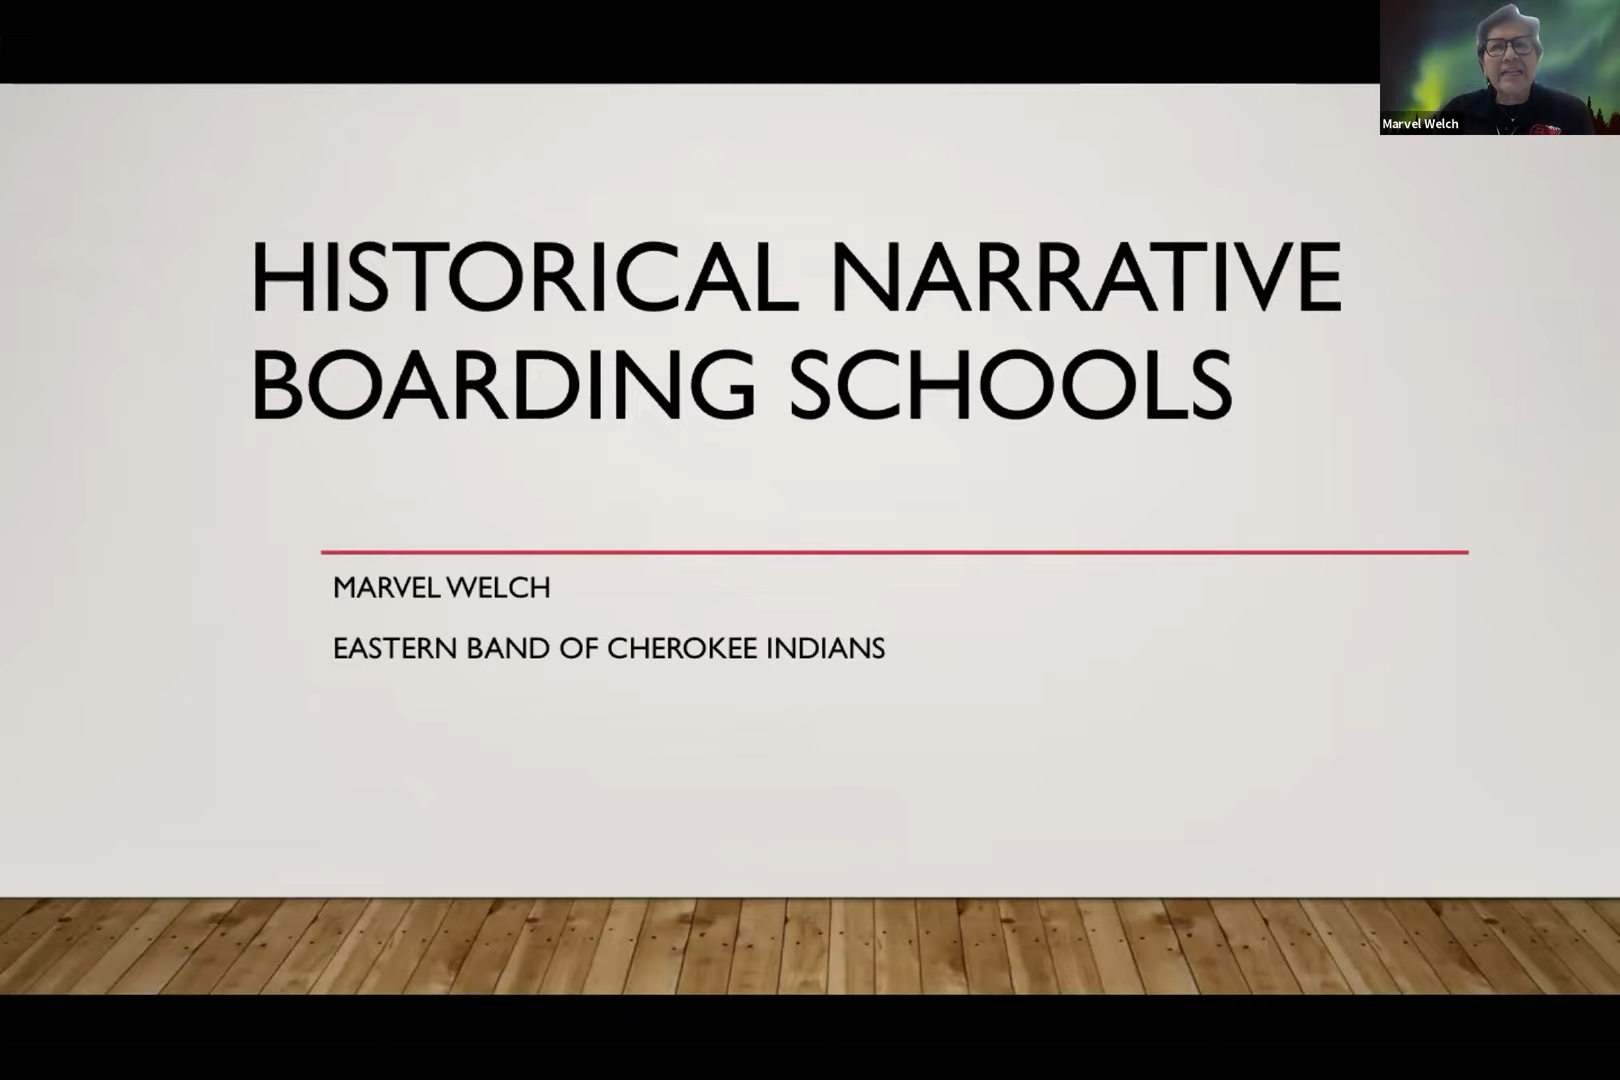 Marvel Welch
HISTORICAL NARRATIVE
BOARDING SCHOOLS
MARVEL WELCH
EASTERN BAND OF CHEROKEE INDIANS